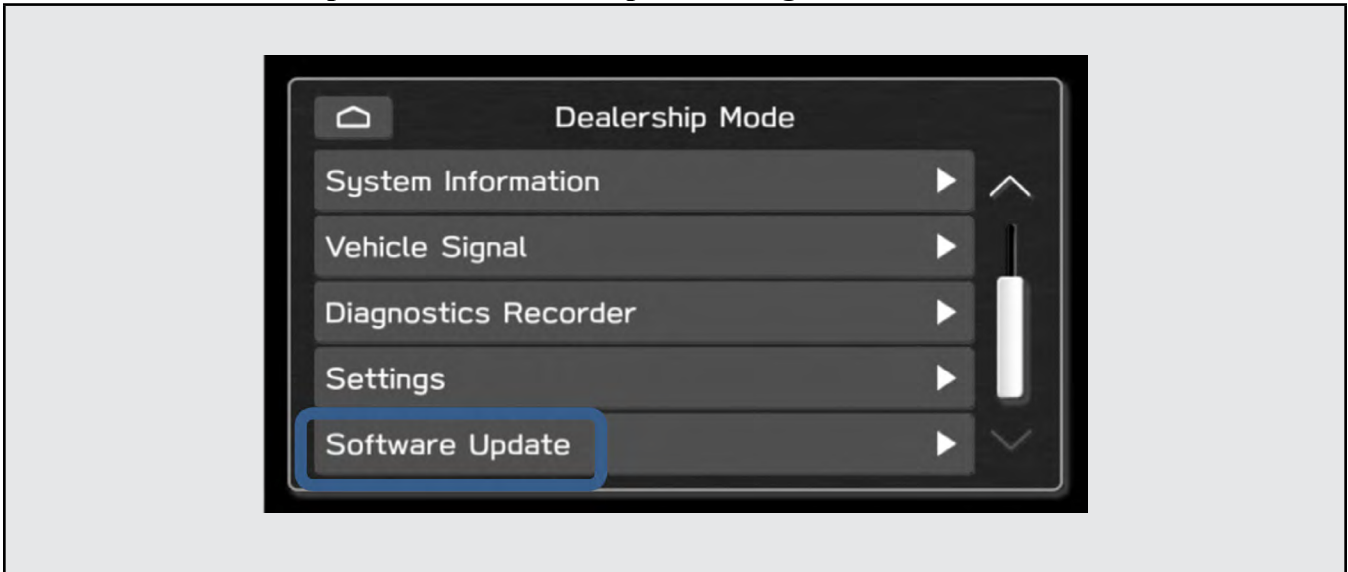 Dealership Mode
System Information
Vehicle Signal
Diagnostics Recorder
Settings
Software Update